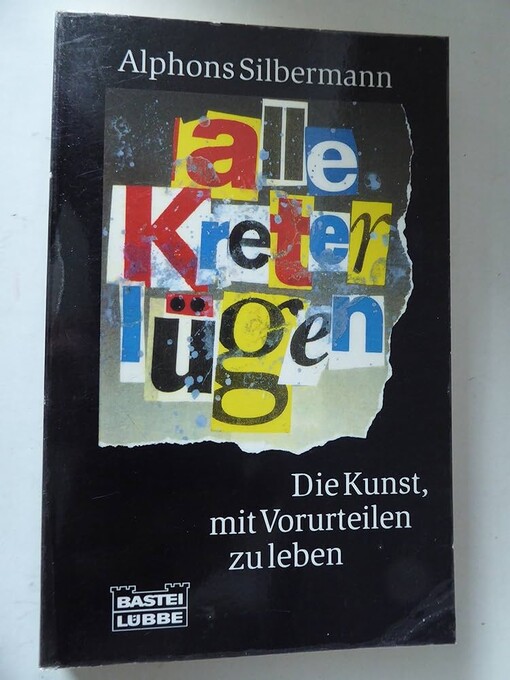 Alphons Silbermann
alle
Kreter
lügen
Die Kunst,
mit Vorurteilen
zu leben
BASTEI
LÜBBE